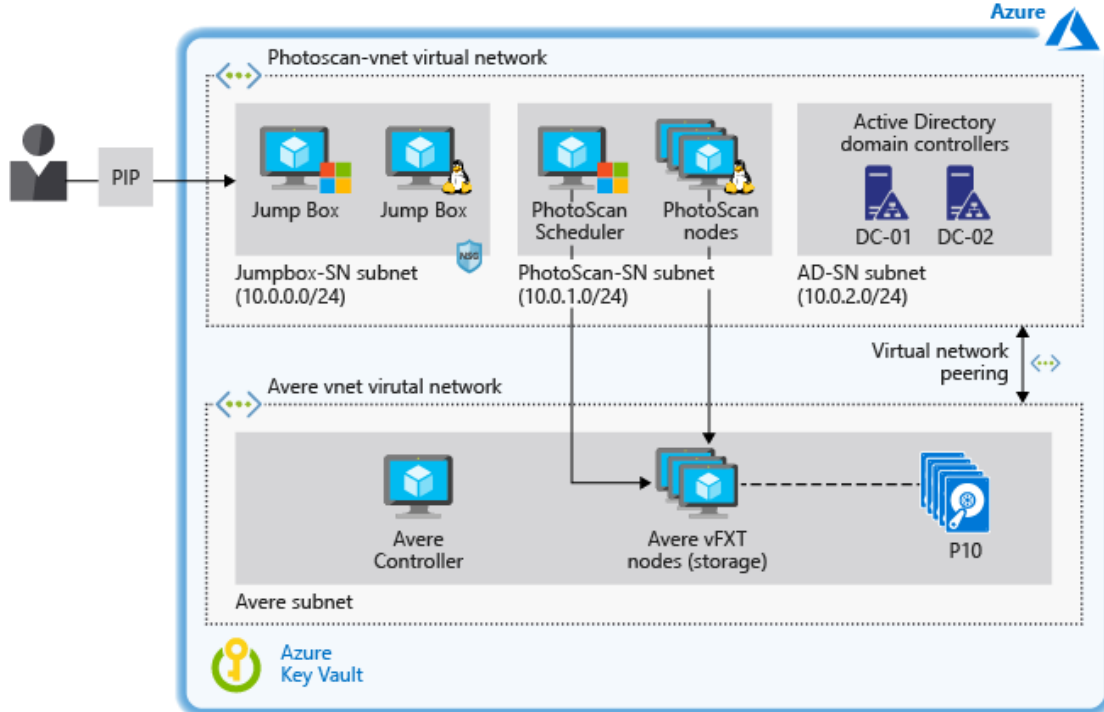 Azure
Photoscan-vnet virtual network
PIP
Jump Box
Jump Box
NSG
Jumpbox-SN subnet
(10.0.0.0/24)
PhotoScan
Scheduler
PhotoScan
nodes
PhotoScan-SN subnet
(10.0.1.0/24)
Active Directory
domain controllers
DC-01
DC-02
AD-SN subnet
(10.0.2.0/24)
Virtual network
peering
Avere vnet virutal network
Avere
Controller
Avere vFXT
nodes (storage)
P10
Avere subnet
Azure
Key Vault